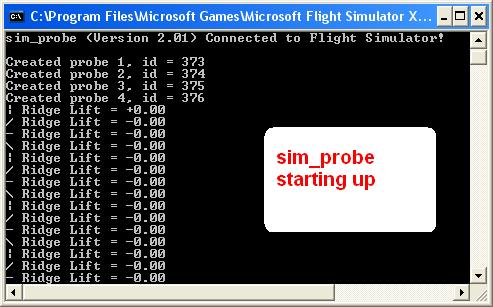 C:\Program Files\Microsoft Games\Microsoft Flight Simulator X...
sim_probe (Version 2.01) Connected to Flight Simulator!
Created probe 1, id = 373
Created probe 2, id = 374
Created probe 3, id = 375
Created probe 4, id = 376
¦ Ridge Lift = +0.00
/ Ridge Lift = -0.00
- Ridge Lift = -0.00
\ Ridge Lift = -0.00
¦ Ridge Lift = -0.00
/ Ridge Lift = -0.00
- Ridge Lift = -0.00
\ Ridge Lift = -0.00
¦ Ridge Lift = -0.00
/ Ridge Lift = -0.00
- Ridge Lift = -0.00
\ Ridge Lift = -0.00
¦ Ridge Lift = -0.00
/ Ridge Lift = -0.00
- Ridge Lift = -0.00
sim_probe
starting up